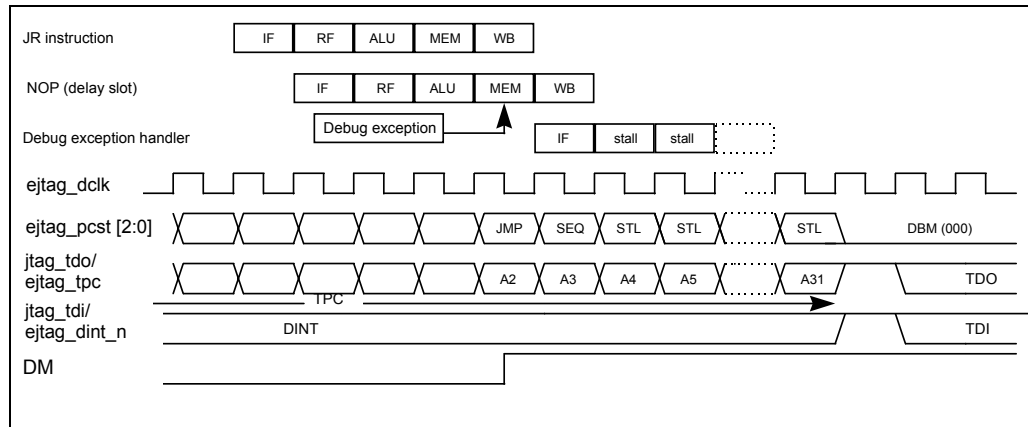 JR instruction IF RF ALU MEM WB
NOP (delay slot) IF RF ALU MEM WB
Debug exception
Debug exception handler IF stall stall
ejtag_dclk
ejtag_pcst [2:0] JMP SEQ STL STL STL DBM (000)
jtag_tdo/
ejtag_tpc A2 A3 A4 A5 A31 TDO
TPC
jtag_tdi/
ejtag_dint_n DINT TDI
DM